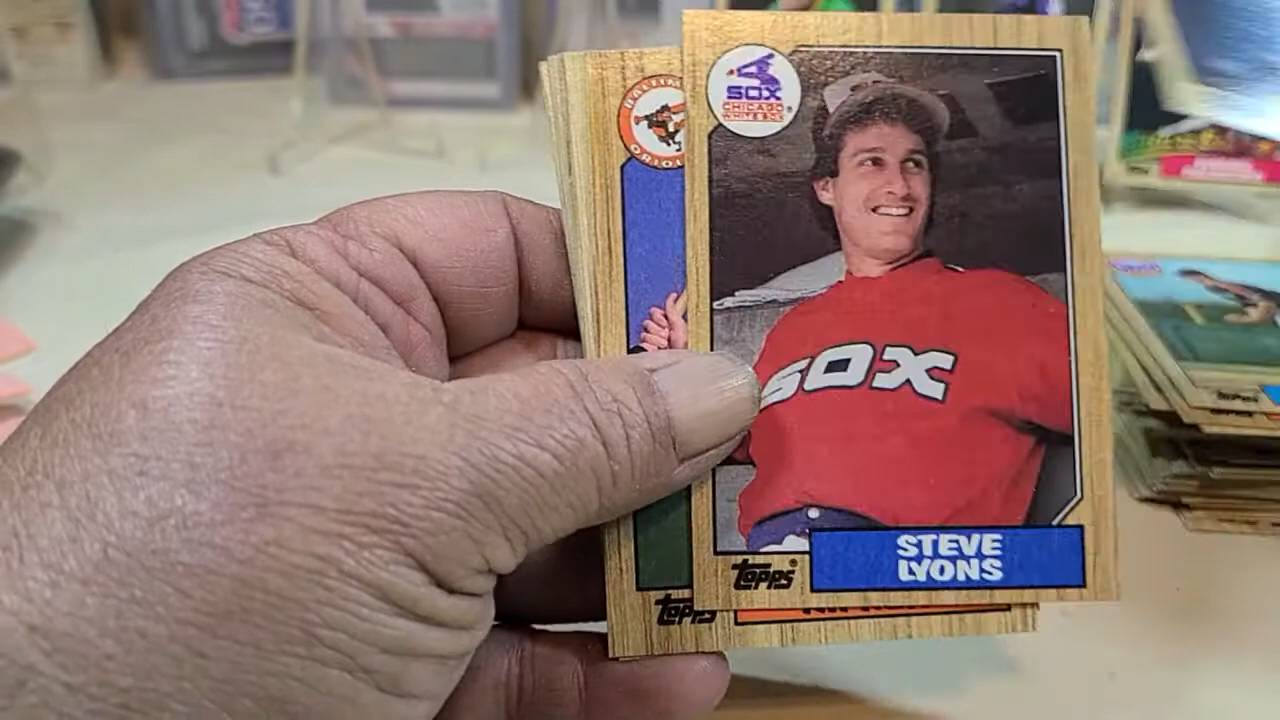 SOX
CHICAGO
WHITE SOX
SOX
STEVE
LYONS
Topps
Topps